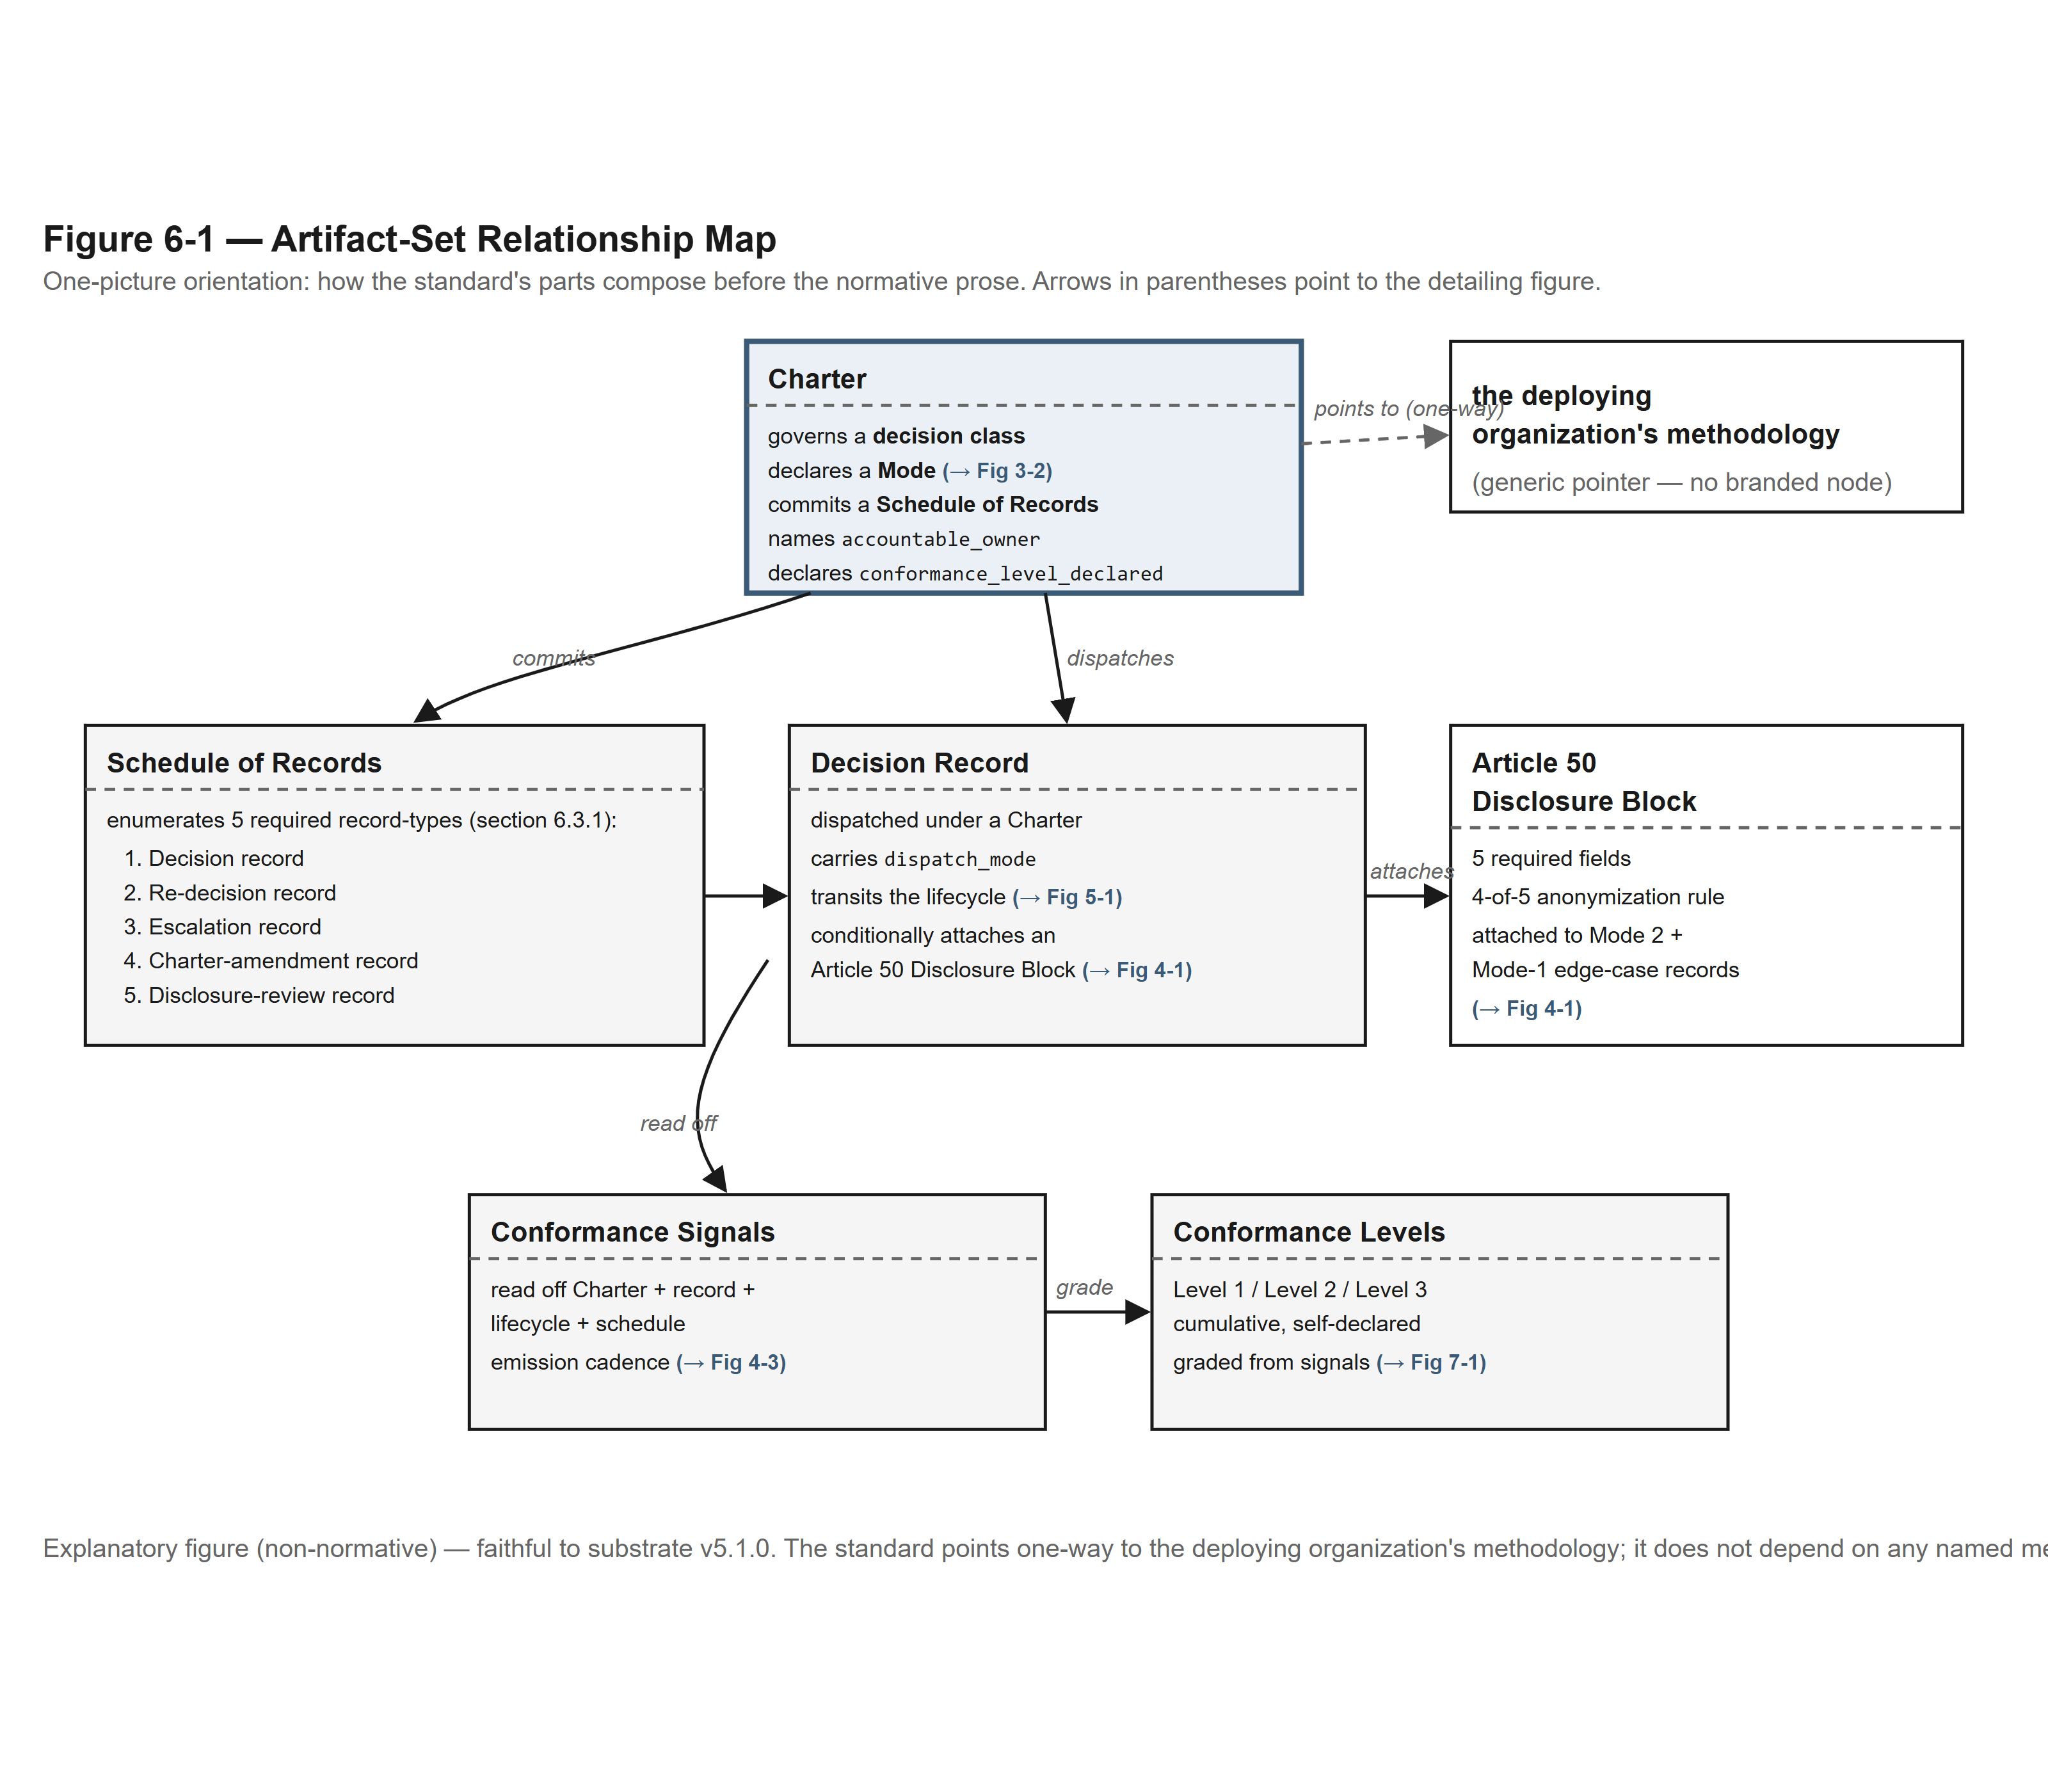 Figure 6-1 — Artifact-Set Relationship Map
One-picture orientation: how the standard's parts compose before the normative prose. Arrows in parentheses point to the detailing figure.
Charter
governs a decision class
declares a Mode (→ Fig 3-2)
commits a Schedule of Records
names accountable_owner
declares conformance_level_declared
points to (one-way)
the deploying
organization's methodology
(generic pointer — no branded node)
commits
dispatches
Schedule of Records
enumerates 5 required record-types (section 6.3.1):
1. Decision record
2. Re-decision record
3. Escalation record
4. Charter-amendment record
5. Disclosure-review record
Decision Record
dispatched under a Charter
carries dispatch_mode
transits the lifecycle (→ Fig 5-1)
conditionally attaches an
Article 50 Disclosure Block (→ Fig 4-1)
attaches
Article 50
Disclosure Block
5 required fields
4-of-5 anonymization rule
attached to Mode 2 +
Mode-1 edge-case records
(→ Fig 4-1)
read off
Conformance Signals
read off Charter + record +
lifecycle + schedule
emission cadence (→ Fig 4-3)
grade
Conformance Levels
Level 1 / Level 2 / Level 3
cumulative, self-declared
graded from signals (→ Fig 7-1)
Explanatory figure (non-normative) — faithful to substrate v5.1.0. The standard points one-way to the deploying organization's methodology; it does not depend on any named